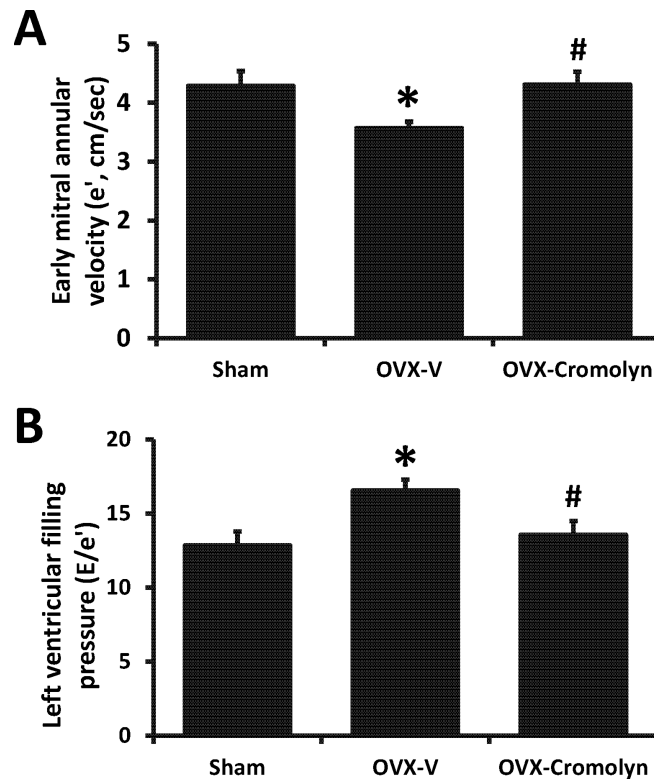 A
Early mitral annular
velocity (e', cm/sec)
5
4
3
2
1
0
*
#
Sham
OVX-V
OVX-Cromolyn
B
Left ventricular filling
pressure (E/e')
20
15
10
5
0
*
#
Sham
OVX-V
OVX-Cromolyn